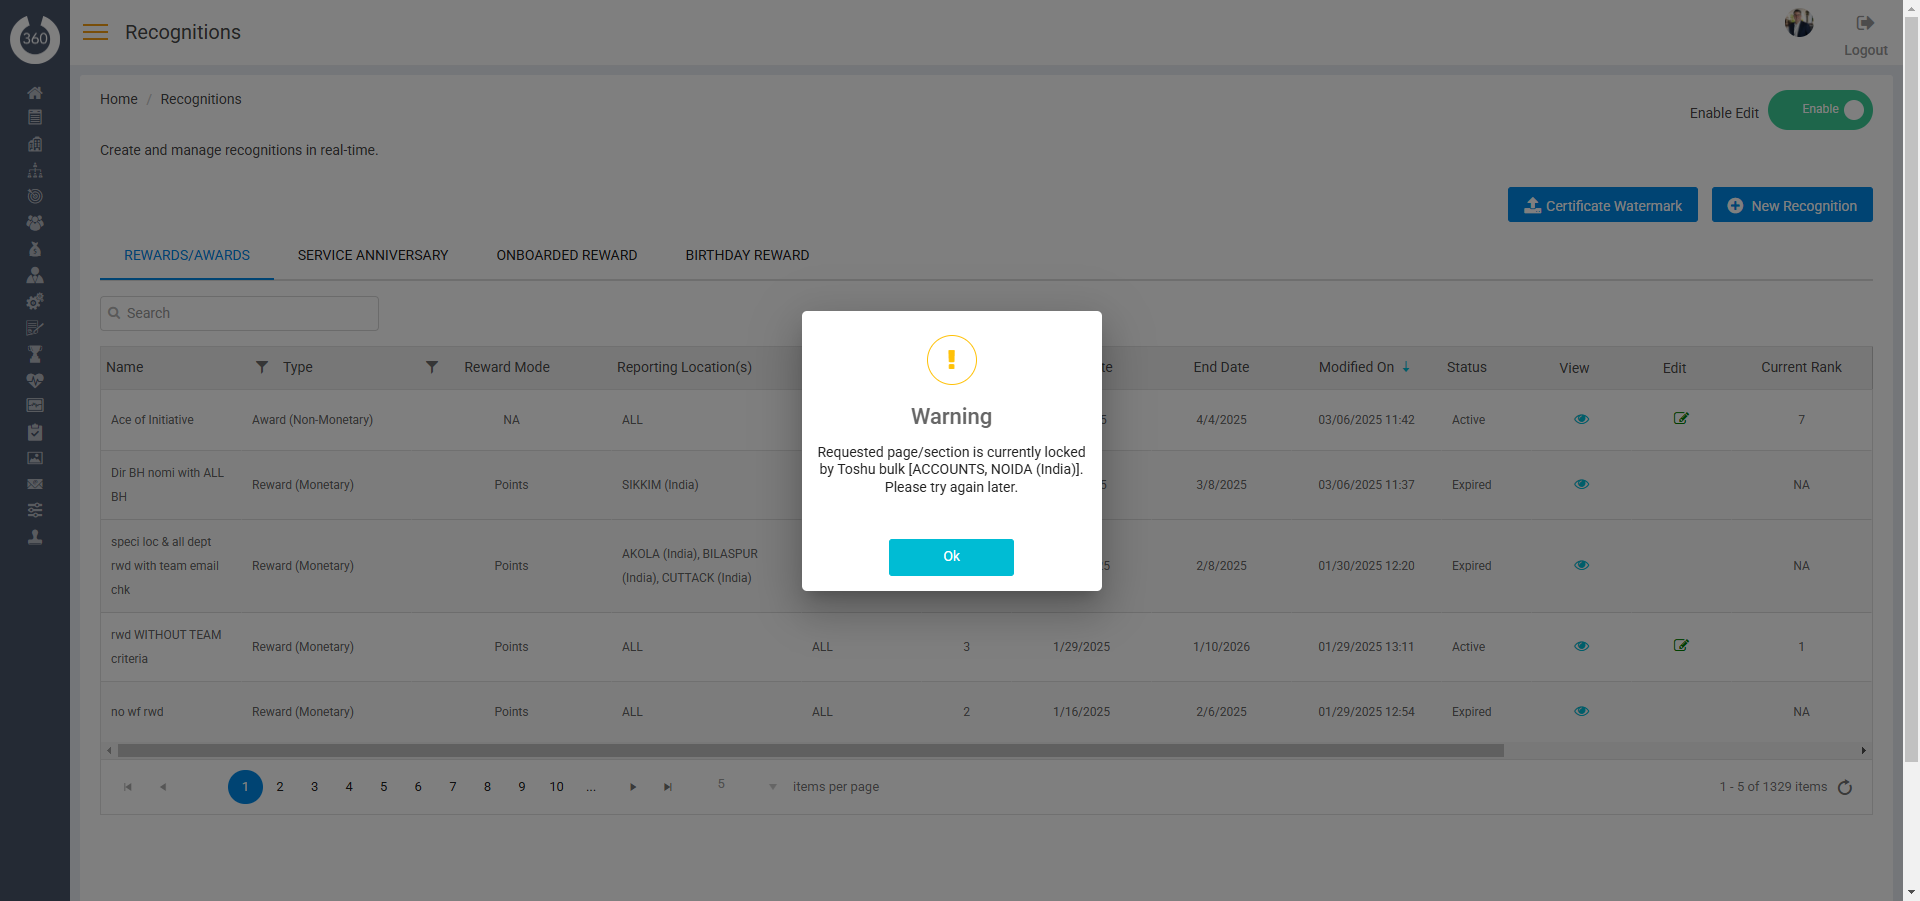 360
Recognitions
Logout
Home / Recognitions
Enable Edit
Enable
Create and manage recognitions in real-time.
Certificate Watermark
New Recognition
REWARDS/AWARDS SERVICE ANNIVERSARY ONBOARDED REWARD BIRTHDAY REWARD
Search
Name Type Reward Mode Reporting Location(s) te End Date Modified On Status View Edit Current Rank
Ace of Initiative Award (Non-Monetary) NA ALL 5 4/4/2025 03/06/2025 11:42 Active 7
Dir BH nomi with ALL
BH
Reward (Monetary) Points SIKKIM (India) 5 3/8/2025 03/06/2025 11:37 Expired NA
speci loc & all dept
rwd with team email
chk
Reward (Monetary) Points
AKOLA (India), BILASPUR
(India), CUTTACK (India)
5 2/8/2025 01/30/2025 12:20 Expired NA
rwd WITHOUT TEAM
criteria
Reward (Monetary) Points ALL ALL 3 1/29/2025 1/10/2026 01/29/2025 13:11 Active 1
no wf rwd Reward (Monetary) Points ALL ALL 2 1/16/2025 2/6/2025 01/29/2025 12:54 Expired NA
1 2 3 4 5 6 7 8 9 10 ... 5 items per page 1 - 5 of 1329 items
!
Warning
Requested page/section is currently locked
by Toshu bulk [ACCOUNTS, NOIDA (India)].
Please try again later.
Ok